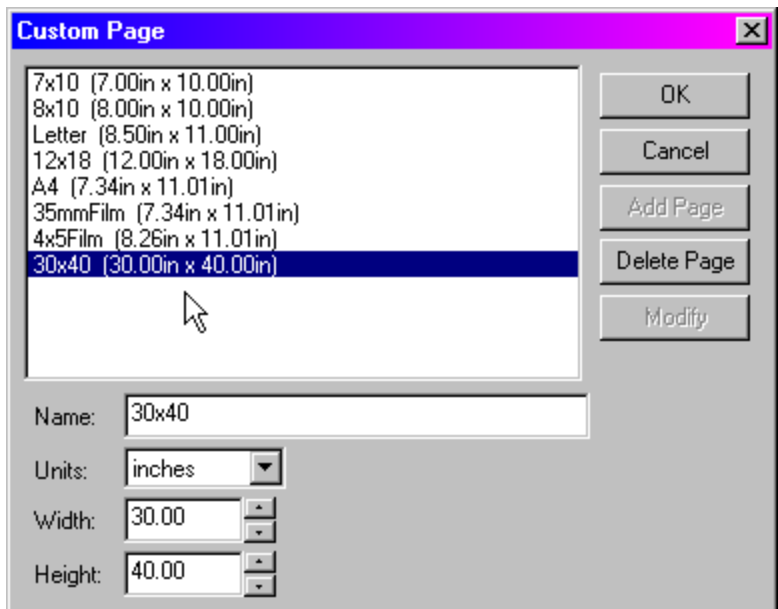 Custom Page
7x10 (7.00in x 10.00in)
8x10 (8.00in x 10.00in)
Letter (8.50in x 11.00in)
12x18 (12.00in x 18.00in)
A4 (7.34in x 11.01in)
35mmFilm (7.34in x 11.01in)
4x5Film (8.26in x 11.01in)
30x40 (30.00in x 40.00in)
OK
Cancel
Add Page
Delete Page
Modify
Name: 30x40
Units: inches
Width: 30.00
Height: 40.00